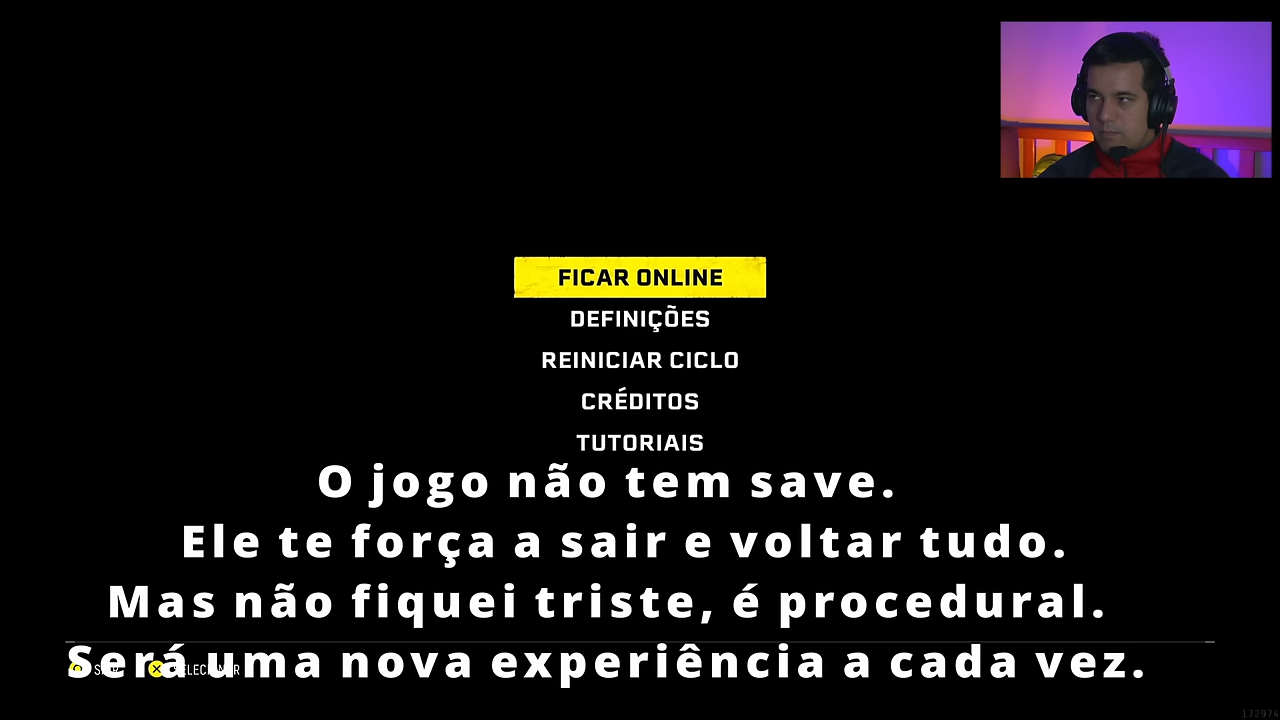 FICAR ONLINE
DEFINIÇÕES
REINICIAR CICLO
CRÉDITOS
TUTORIAIS
O jogo não tem save.
Ele te força a sair e voltar tudo.
Mas não fiquei triste, é procedural.
Será uma nova experiência a cada vez.